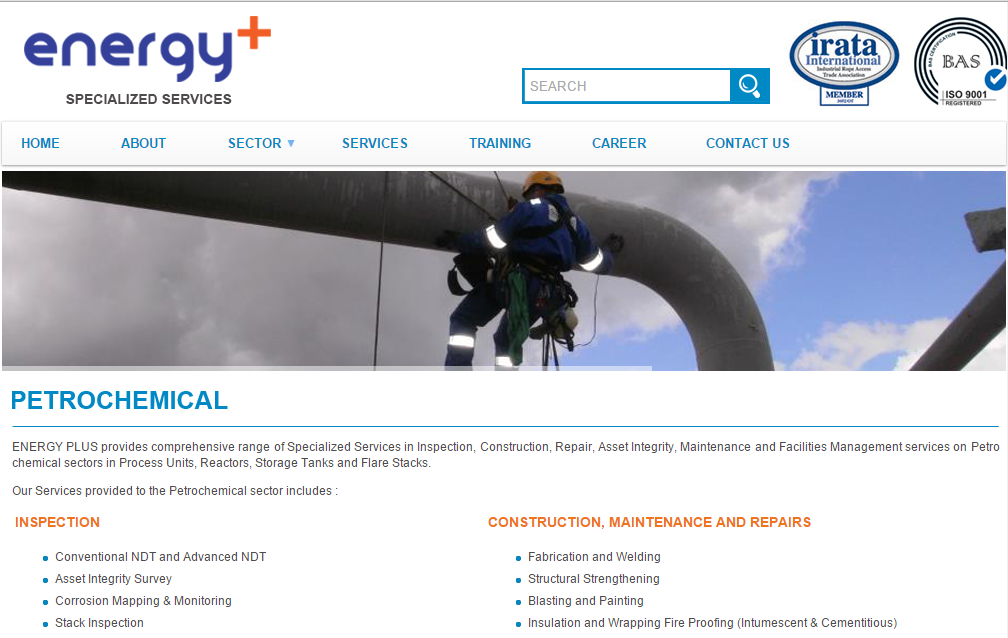 energy+
SPECIALIZED SERVICES
SEARCH
irata
International
Industrial Rope Access
Trade Association
MEMBER
BAS CERTIFICATION
BAS
ISO 9001
REGISTERED
HOME ABOUT SECTOR SERVICES TRAINING CAREER CONTACT US
PETROCHEMICAL
ENERGY PLUS provides comprehensive range of Specialized Services in Inspection, Construction, Repair, Asset Integrity, Maintenance and Facilities Management services on Petro
chemical sectors in Process Units, Reactors, Storage Tanks and Flare Stacks.
Our Services provided to the Petrochemical sector includes :
INSPECTION
Conventional NDT and Advanced NDT
Asset Integrity Survey
Corrosion Mapping & Monitoring
Stack Inspection
CONSTRUCTION, MAINTENANCE AND REPAIRS
Fabrication and Welding
Structural Strengthening
Blasting and Painting
Insulation and Wrapping Fire Proofing (Intumescent & Cementitious)